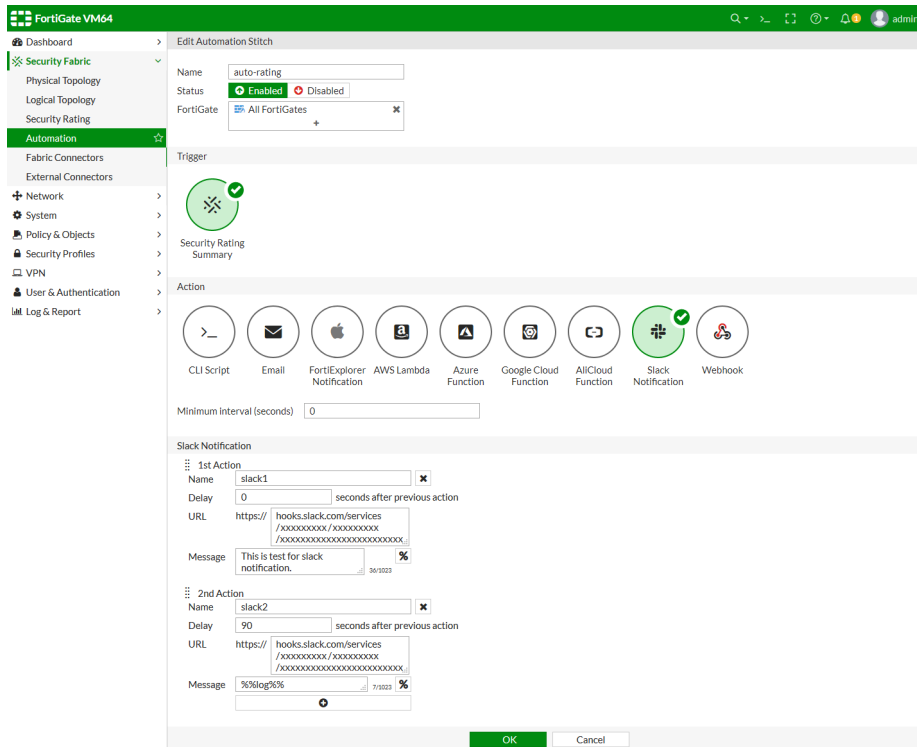 FortiGate VM64
1
admin
Dashboard
Security Fabric
Physical Topology
Logical Topology
Security Rating
Automation
Fabric Connectors
External Connectors
Network
System
Policy & Objects
Security Profiles
VPN
User & Authentication
Log & Report
Edit Automation Stitch
Name auto-rating
Status Enabled Disabled
FortiGate All FortiGates
+
Trigger
Security Rating
Summary
Action
CLI Script
Email
FortiExplorer
Notification
AWS Lambda
Azure
Function
Google Cloud
Function
AliCloud
Function
Slack
Notification
Webhook
Minimum interval (seconds) 0
Slack Notification
1st Action
Name slack1
Delay 0 seconds after previous action
URL https:// hooks.slack.com/services
/xxxxxxxxx/xxxxxxxxx
/xxxxxxxxxxxxxxxxxxxxxxxx
Message This is test for slack %
notification. 36/1023
2nd Action
Name slack2
Delay 90 seconds after previous action
URL https:// hooks.slack.com/services
/xxxxxxxxx/xxxxxxxxx
/xxxxxxxxxxxxxxxxxxxxxxxx
Message %%log%% 7/1023 %
OK Cancel